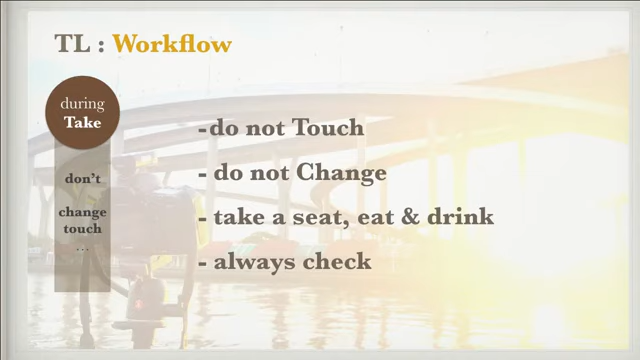 TL : Workflow
during
Take
don't
change
touch
...
-do not Touch
- do not Change
- take a seat, eat & drink
- always check